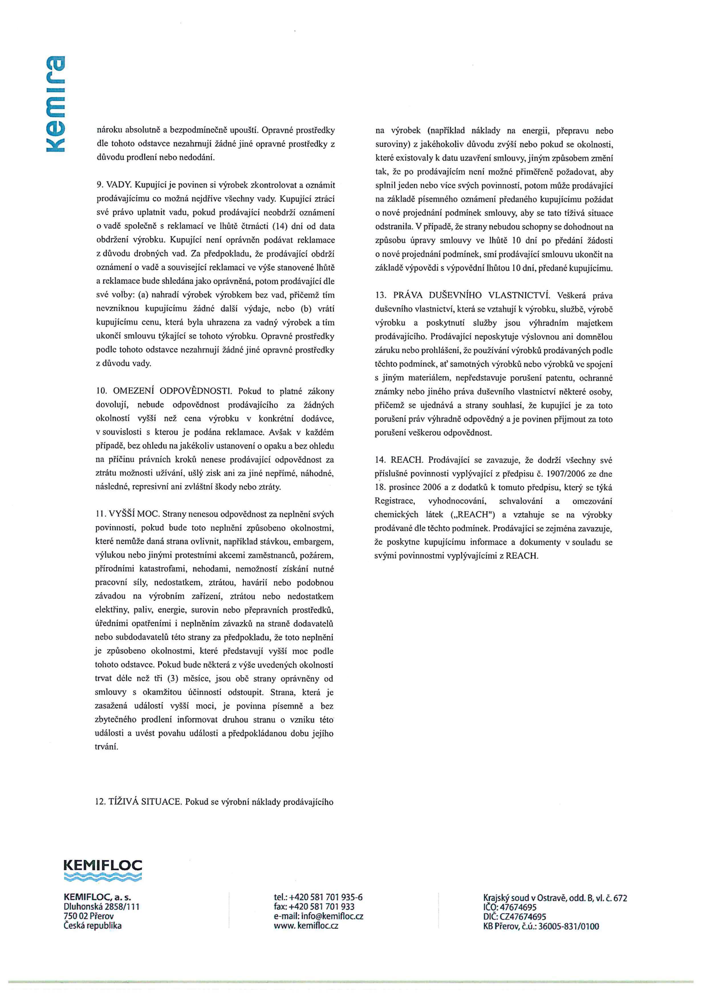 kemira
nároku absolutně a bezpodmínečně upouští. Opravné prostředky
dle tohoto odstavce nezahrnují žádné jiné opravné prostředky z
důvodu prodlení nebo nedodání.
9. VADY. Kupující je povinen si výrobek zkontrolovat a oznámit
prodávajícímu co možná nejdříve všechny vady. Kupující ztrácí
své právo uplatnit vadu, pokud prodávající neobdrží oznámení
o vadě společně s reklamací ve lhůtě čtrnácti (14) dní od data
obdržení výrobku. Kupující není oprávněn podávat reklamace
z důvodu drobných vad. Za předpokladu, že prodávající obdrží
oznámení o vadě a související reklamaci ve výše stanovené lhůtě
a reklamace bude shledána jako oprávněná, potom prodávající dle
své volby: (a) nahradí výrobek výrobkem bez vad, přičemž tím
nevzniknou kupujícímu žádné další výdaje, nebo (b) vrátí
kupujícímu cenu, která byla uhrazena za vadný výrobek a tím
ukončí smlouvu týkající se tohoto výrobku. Opravné prostředky
podle tohoto odstavce nezahrnují žádné jiné opravné prostředky
z důvodu vady.
10. OMEZENÍ ODPOVĚDNOSTI. Pokud to platné zákony
dovolují, nebude odpovědnost prodávajícího za žádných
okolností vyšší než cena výrobku v konkrétní dodávce,
v souvislosti s kterou je podána reklamace. Avšak v každém
případě, bez ohledu na jakékoliv ustanovení o opaku a bez ohledu
na příčinu právních kroků nenese prodávající odpovědnost za
ztrátu možnosti užívání, ušlý zisk ani za jiné nepřímé, náhodné,
následné, represivní ani zvláštní škody nebo ztráty.
11. VYŠŠÍ MOC. Strany nenesou odpovědnost za neplnění svých
povinností, pokud bude toto neplnění způsobeno okolnostmi,
které nemůže daná strana ovlivnit, například stávkou, embargem,
výlukou nebo jinými protestními akcemi zaměstnanců, požárem,
přírodními katastrofami, nehodami, nemožností získání nutné
pracovní síly, nedostatkem, ztrátou, havárií nebo podobnou
závadou na výrobním zařízení, ztrátou nebo nedostatkem
elektřiny, paliv, energie, surovin nebo přepravních prostředků,
úředními opatřeními i neplněním závazků na straně dodavatelů
nebo subdodavatelů této strany za předpokladu, že toto neplnění
je způsobeno okolnostmi, které představují vyšší moc podle
tohoto odstavce. Pokud bude některá z výše uvedených okolností
trvat déle než tři (3) měsíce, jsou obě strany oprávněny od
smlouvy s okamžitou účinností odstoupit. Strana, která je
zasažená událostí vyšší moci, je povinna písemně a bez
zbytečného prodlení informovat druhou stranu o vzniku této
události a uvést povahu události a předpokládanou dobu jejího
trvání.
12. TÍŽIVÁ SITUACE. Pokud se výrobní náklady prodávajícího
na výrobek (například náklady na energii, přepravu nebo
suroviny) z jakéhokoliv důvodu zvýší nebo pokud se okolnosti,
které existovaly k datu uzavření smlouvy, jiným způsobem změní
tak, že po prodávajícím není možné přiměřeně požadovat, aby
splnil jeden nebo více svých povinností, potom může prodávající
na základě písemného oznámení předaného kupujícímu požádat
o nové projednání podmínek smlouvy, aby se tato tíživá situace
odstranila. V případě, že strany nebudou schopny se dohodnout na
způsobu úpravy smlouvy ve lhůtě 10 dní po předání žádosti
o nové projednání podmínek, smí prodávající smlouvu ukončit na
základě výpovědi s výpovědní lhůtou 10 dní, předané kupujícímu.
13. PRÁVA DUŠEVNÍHO VLASTNICTVÍ. Veškerá práva
duševního vlastnictví, která se vztahují k výrobku, službě, výrobě
výrobku a poskytnutí služby jsou výhradním majetkem
prodávajícího. Prodávající neposkytuje výslovnou ani domnělou
záruku nebo prohlášení, že používání výrobků prodávaných podle
těchto podmínek, ať samotných výrobků nebo výrobků ve spojení
s jiným materiálem, nepředstavuje porušení patentu, ochranné
známky nebo jiného práva duševního vlastnictví některé osoby,
přičemž se ujednává a strany souhlasí, že kupující je za toto
porušení práv výhradně odpovědný a je povinen přijmout za toto
porušení veškerou odpovědnost.
14. REACH. Prodávající se zavazuje, že dodrží všechny své
příslušné povinnosti vyplývající z předpisu č. 1907/2006 ze dne
18. prosince 2006 a z dodatků k tomuto předpisu, který se týká
Registrace, vyhodnocování, schvalování a omezování
chemických látek („REACH") a vztahuje se na výrobky
prodávané dle těchto podmínek. Prodávající se zejména zavazuje,
že poskytne kupujícímu informace a dokumenty v souladu se
svými povinnostmi vyplývajícími z REACH.
KEMIFLOC
KEMIFLOC, a. s.
Dluhonská 2858/111
750 02 Přerov
Česká republika
tel.: +420 581 701 935-6
fax: +420 581 701 933
e-mail: info@kemifloc.cz
www. kemifloc.cz
Krajský soud v Ostravě, odd. B, vl. č. 672
IČO: 47674695
DIČ: CZ47674695
KB Přerov, č.ú.: 36005-831/0100